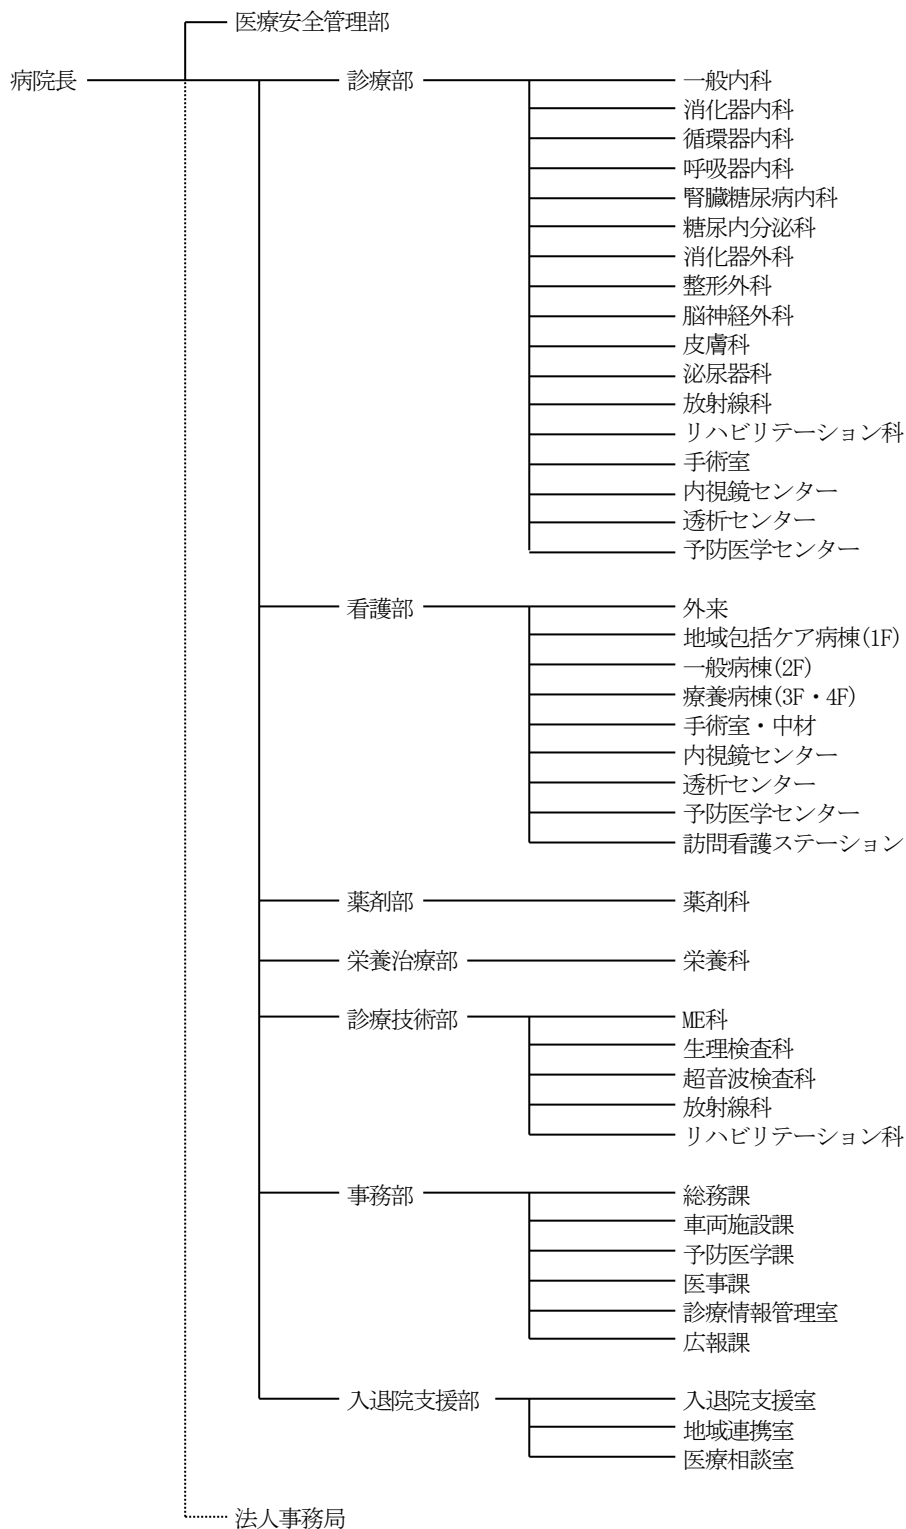 医療安全管理部
病院長
診療部
一般内科
消化器内科
循環器内科
呼吸器内科
腎臓糖尿病内科
糖尿内分泌科
消化器外科
整形外科
脳神経外科
皮膚科
泌尿器科
放射線科
リハビリテーション科
手術室
内視鏡センター
透析センター
予防医学センター
看護部
外来
地域包括ケア病棟(1F)
一般病棟(2F)
療養病棟(3F・4F)
手術室・中材
内視鏡センター
透析センター
予防医学センター
訪問看護ステーション
薬剤部
薬剤科
栄養治療部
栄養科
診療技術部
ME科
生理検査科
超音波検査科
放射線科
リハビリテーション科
事務部
総務課
車両施設課
予防医学課
医事課
診療情報管理室
広報課
入退院支援部
入退院支援室
地域連携室
医療相談室
法人事務局